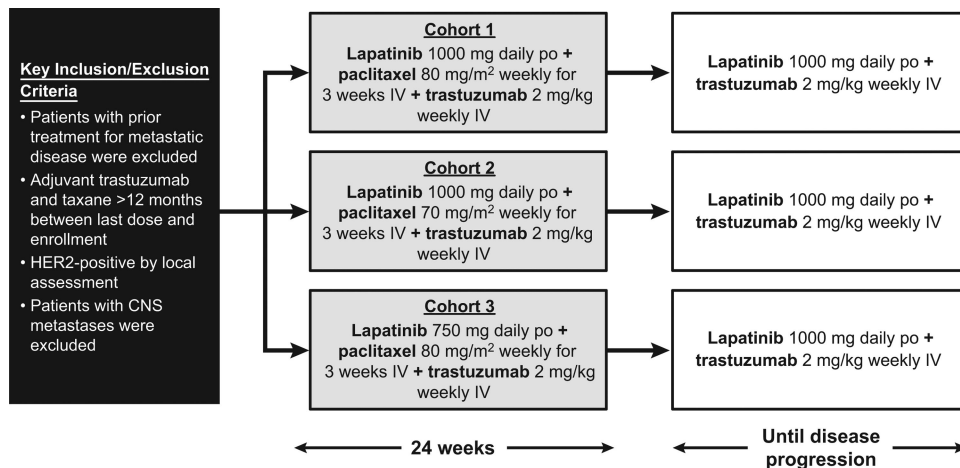 Key Inclusion/Exclusion
Criteria
• Patients with prior
treatment for metastatic
disease were excluded
• Adjuvant trastuzumab
and taxane >12 months
between last dose and
enrollment
• HER2-positive by local
assessment
• Patients with CNS
metastases were
excluded
Cohort 1
Lapatinib 1000 mg daily po +
paclitaxel 80 mg/m² weekly for
3 weeks IV + trastuzumab 2 mg/kg
weekly IV
Lapatinib 1000 mg daily po +
trastuzumab 2 mg/kg weekly IV
Cohort 2
Lapatinib 1000 mg daily po +
paclitaxel 70 mg/m² weekly for
3 weeks IV + trastuzumab 2 mg/kg
weekly IV
Lapatinib 1000 mg daily po +
trastuzumab 2 mg/kg weekly IV
Cohort 3
Lapatinib 750 mg daily po +
paclitaxel 80 mg/m² weekly for
3 weeks IV + trastuzumab 2 mg/kg
weekly IV
Lapatinib 1000 mg daily po +
trastuzumab 2 mg/kg weekly IV
24 weeks
Until disease
progression